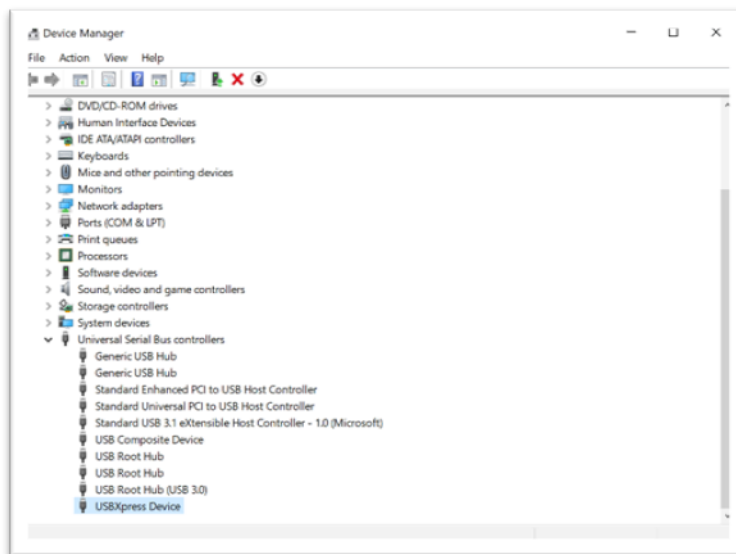 Device Manager
File Action View Help
DVD/CD-ROM drives
Human Interface Devices
IDE ATA/ATAPI controllers
Keyboards
Mice and other pointing devices
Monitors
Network adapters
Ports (COM & LPT)
Print queues
Processors
Software devices
Sound, video and game controllers
Storage controllers
System devices
Universal Serial Bus controllers
Generic USB Hub
Generic USB Hub
Standard Enhanced PCI to USB Host Controller
Standard Universal PCI to USB Host Controller
Standard USB 3.1 eXtensible Host Controller - 1.0 (Microsoft)
USB Composite Device
USB Root Hub
USB Root Hub
USB Root Hub (USB 3.0)
USBXpress Device